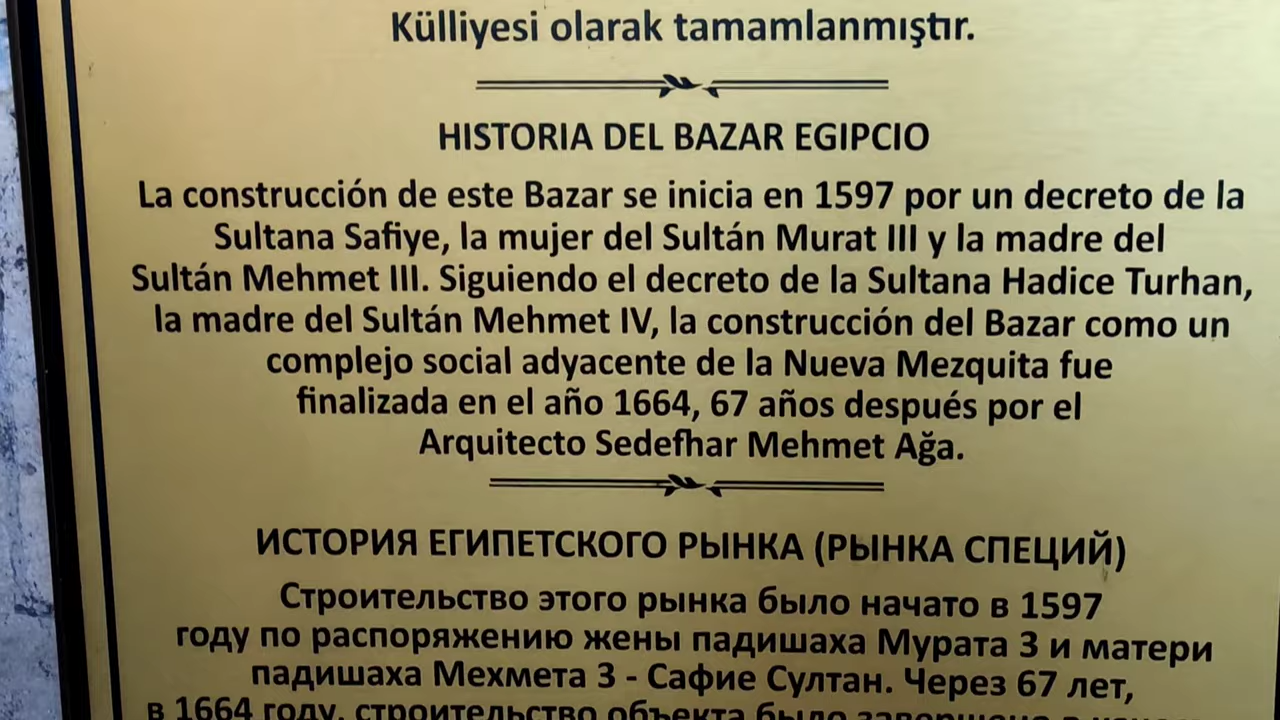 Külliyesi olarak tamamlanmıştır.
HISTORIA DEL BAZAR EGIPCIO
La construcción de este Bazar se inicia en 1597 por un decreto de la
Sultana Safiye, la mujer del Sultán Murat III y la madre del
Sultán Mehmet III. Siguiendo el decreto de la Sultana Hadice Turhan,
la madre del Sultán Mehmet IV, la construcción del Bazar como un
complejo social adyacente de la Nueva Mezquita fue
finalizada en el año 1664, 67 años después por el
Arquitecto Sedefhar Mehmet Ağa.
ИСТОРИЯ ЕГИПЕТСКОГО РЫНКА (РЫНКА СПЕЦИЙ)
Строительство этого рынка было начато в 1597
году по распоряжению жены падишаха Мурата 3 и матери
падишаха Мехмета 3 - Сафие Султан. Через 67 лет,
в 1664 году, строительство объекта было завершено в